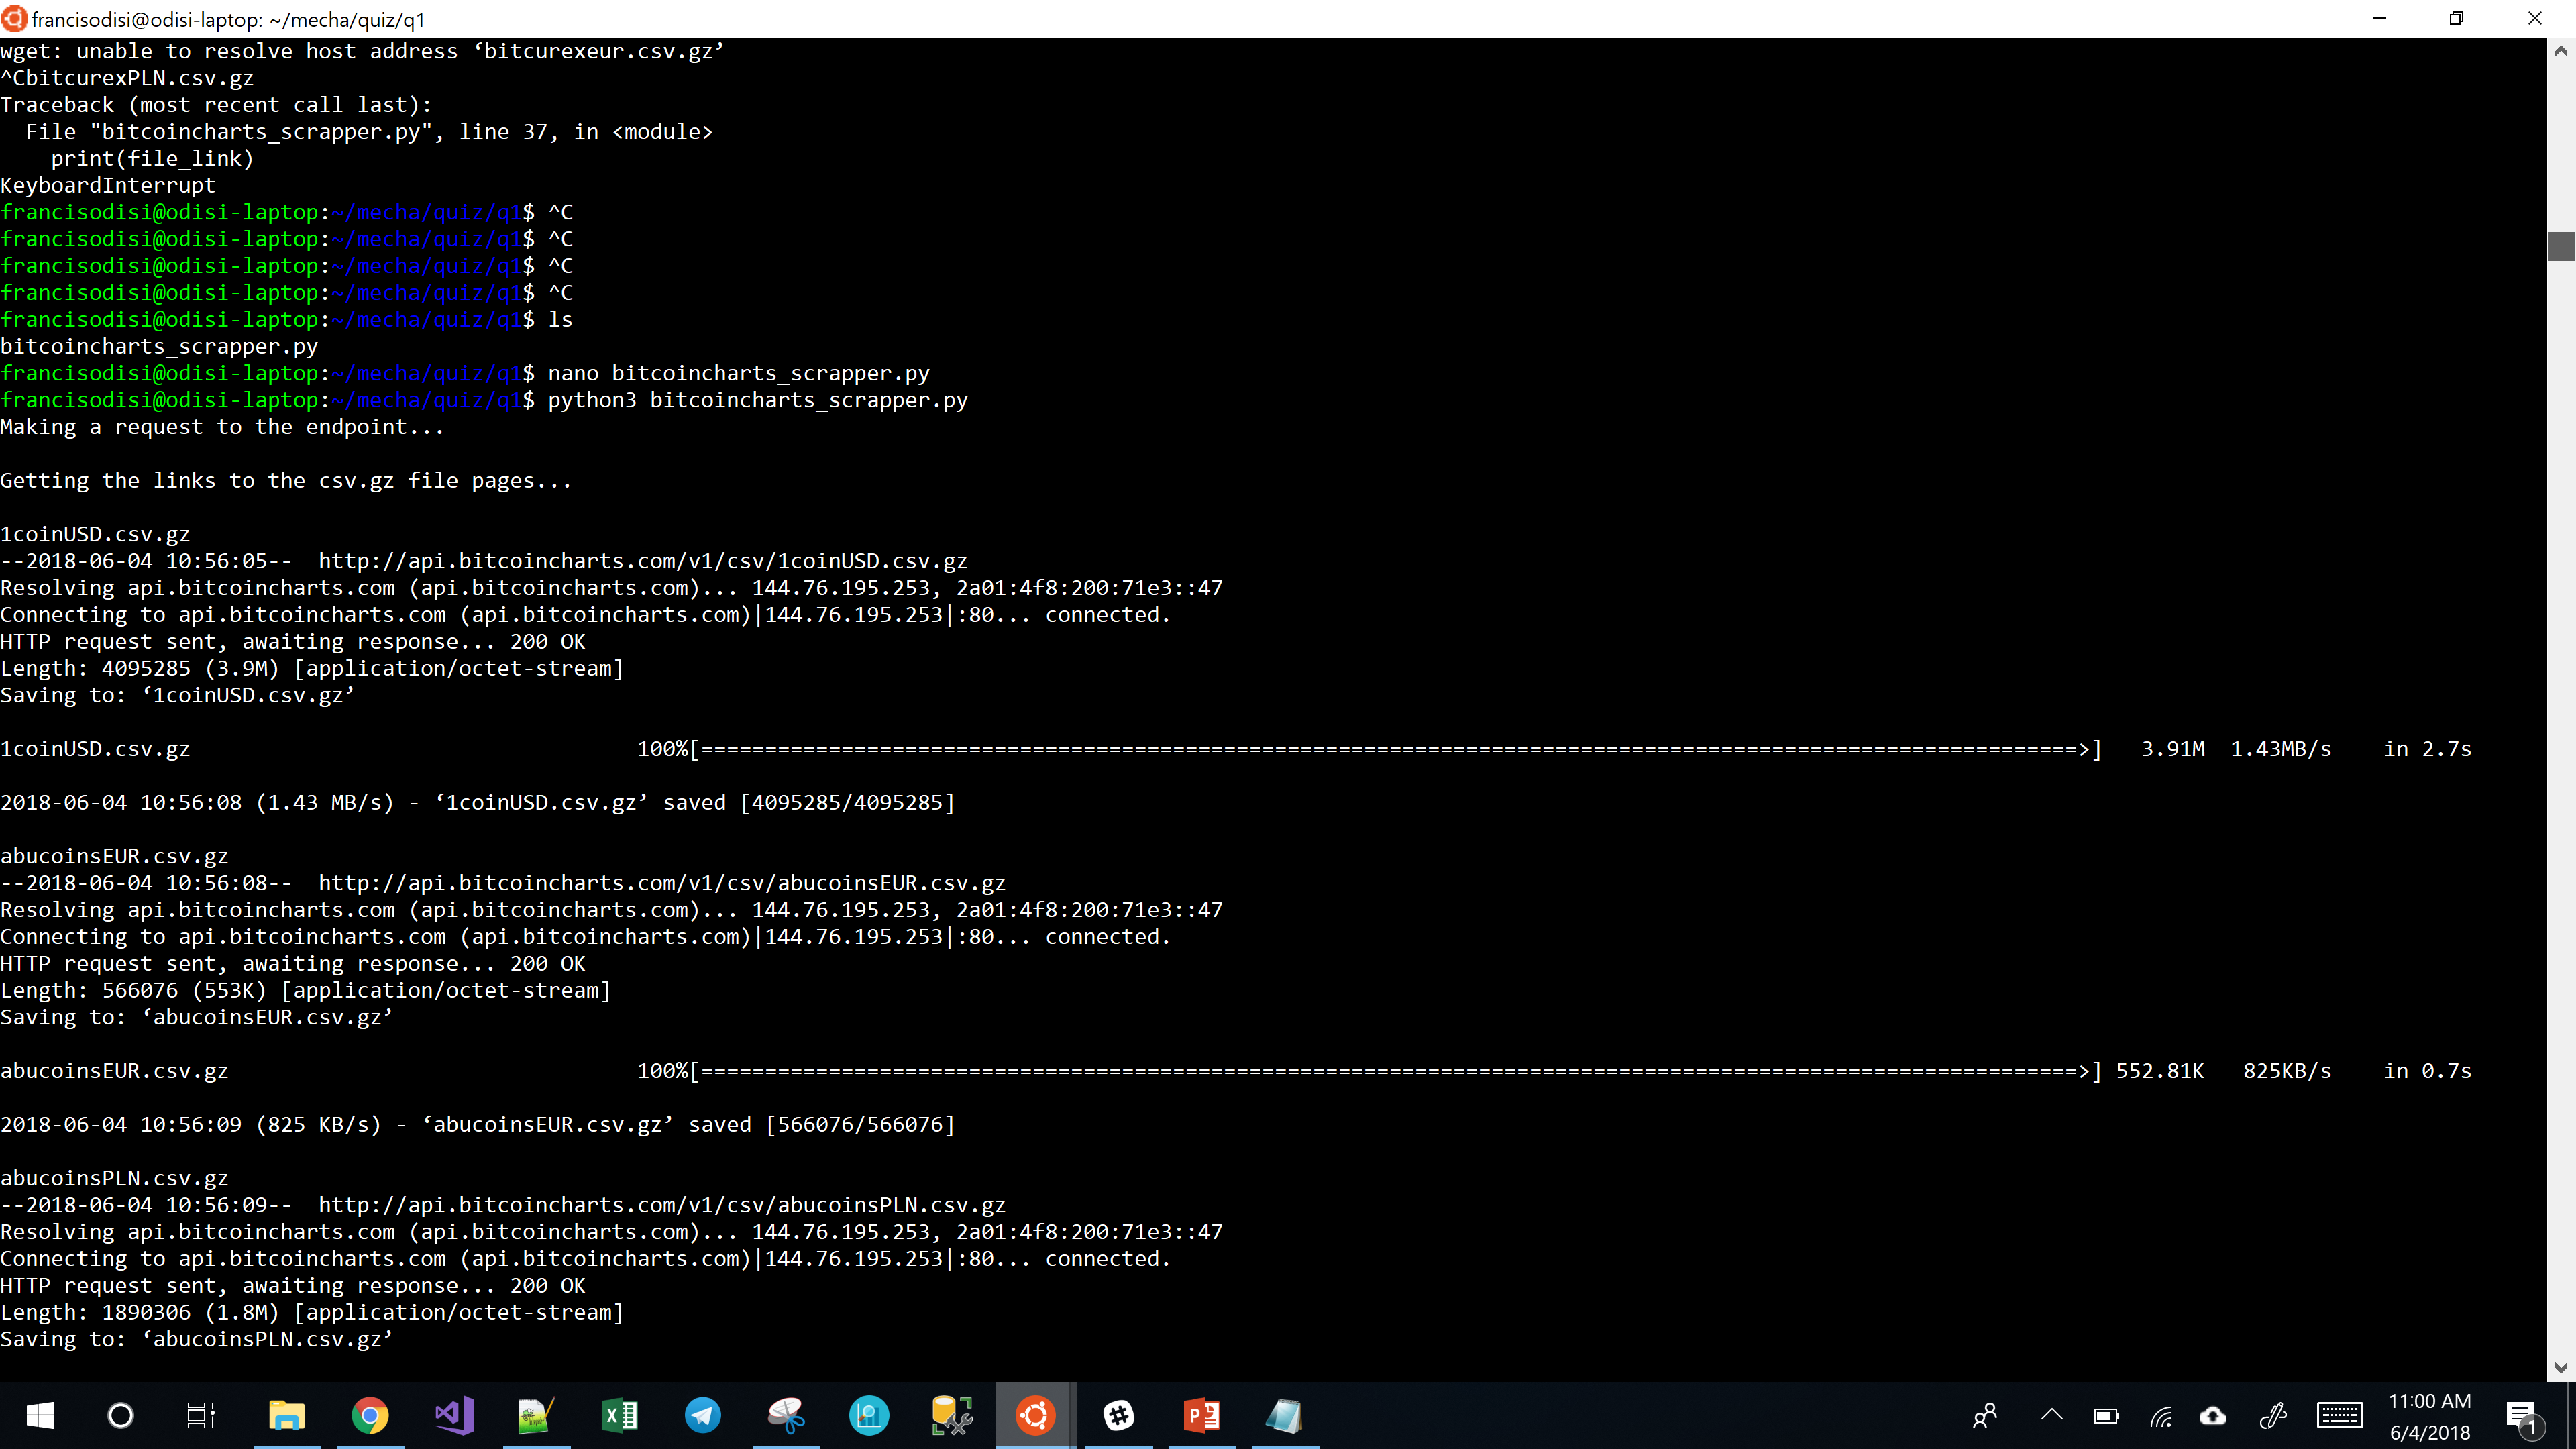 francisodisi@odisi-laptop: ~/mecha/quiz/q1
wget: unable to resolve host address ‘bitcurexeur.csv.gz’
^CbitcurexPLN.csv.gz
Traceback (most recent call last):
  File "bitcoincharts_scrapper.py", line 37, in <module>
    print(file_link)
KeyboardInterrupt
francisodisi@odisi-laptop:~/mecha/quiz/q1$ ^C
francisodisi@odisi-laptop:~/mecha/quiz/q1$ ^C
francisodisi@odisi-laptop:~/mecha/quiz/q1$ ^C
francisodisi@odisi-laptop:~/mecha/quiz/q1$ ^C
francisodisi@odisi-laptop:~/mecha/quiz/q1$ ls
bitcoincharts_scrapper.py
francisodisi@odisi-laptop:~/mecha/quiz/q1$ nano bitcoincharts_scrapper.py
francisodisi@odisi-laptop:~/mecha/quiz/q1$ python3 bitcoincharts_scrapper.py
Making a request to the endpoint...
Getting the links to the csv.gz file pages...
1coinUSD.csv.gz
--2018-06-04 10:56:05--  http://api.bitcoincharts.com/v1/csv/1coinUSD.csv.gz
Resolving api.bitcoincharts.com (api.bitcoincharts.com)... 144.76.195.253, 2a01:4f8:200:71e3::47
Connecting to api.bitcoincharts.com (api.bitcoincharts.com)|144.76.195.253|:80... connected.
HTTP request sent, awaiting response... 200 OK
Length: 4095285 (3.9M) [application/octet-stream]
Saving to: ‘1coinUSD.csv.gz’
1coinUSD.csv.gz 100%[============================================================================================================>] 3.91M 1.43MB/s in 2.7s
2018-06-04 10:56:08 (1.43 MB/s) - ‘1coinUSD.csv.gz’ saved [4095285/4095285]
abucoinsEUR.csv.gz
--2018-06-04 10:56:08--  http://api.bitcoincharts.com/v1/csv/abucoinsEUR.csv.gz
Resolving api.bitcoincharts.com (api.bitcoincharts.com)... 144.76.195.253, 2a01:4f8:200:71e3::47
Connecting to api.bitcoincharts.com (api.bitcoincharts.com)|144.76.195.253|:80... connected.
HTTP request sent, awaiting response... 200 OK
Length: 566076 (553K) [application/octet-stream]
Saving to: ‘abucoinsEUR.csv.gz’
abucoinsEUR.csv.gz 100%[============================================================================================================>] 552.81K 825KB/s in 0.7s
2018-06-04 10:56:09 (825 KB/s) - ‘abucoinsEUR.csv.gz’ saved [566076/566076]
abucoinsPLN.csv.gz
--2018-06-04 10:56:09--  http://api.bitcoincharts.com/v1/csv/abucoinsPLN.csv.gz
Resolving api.bitcoincharts.com (api.bitcoincharts.com)... 144.76.195.253, 2a01:4f8:200:71e3::47
Connecting to api.bitcoincharts.com (api.bitcoincharts.com)|144.76.195.253|:80... connected.
HTTP request sent, awaiting response... 200 OK
Length: 1890306 (1.8M) [application/octet-stream]
Saving to: ‘abucoinsPLN.csv.gz’
11:00 AM
6/4/2018
1